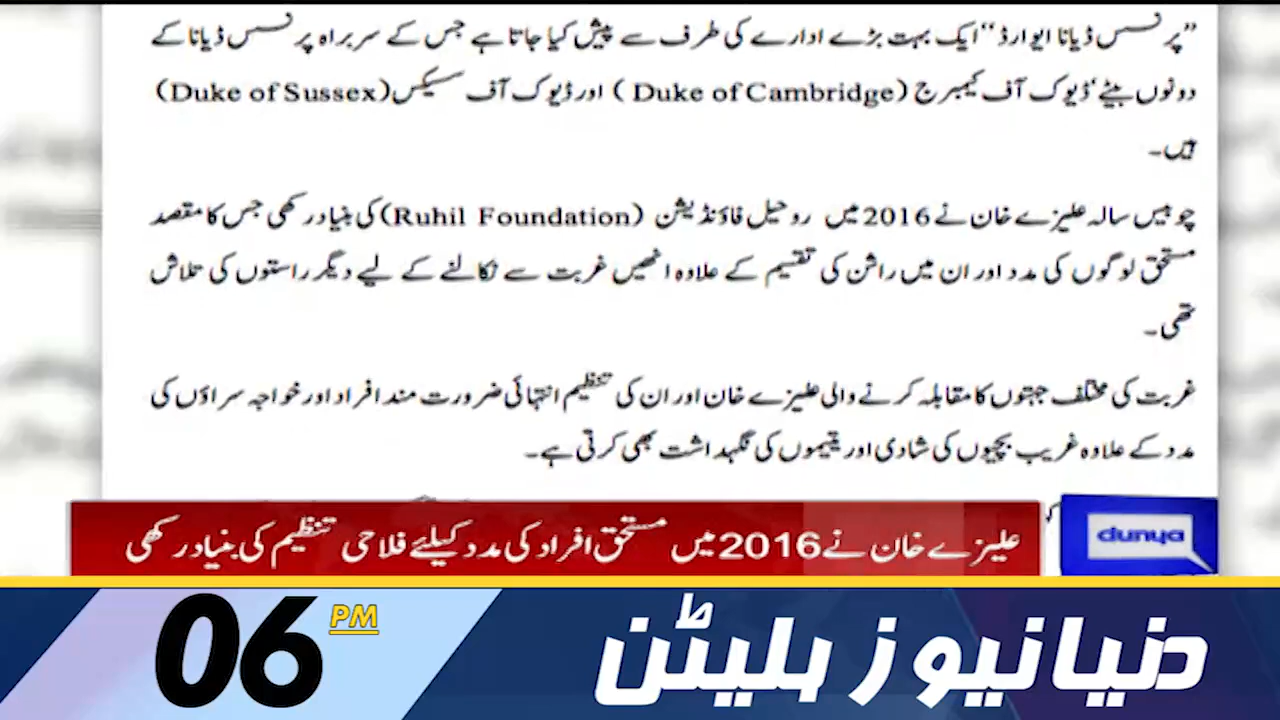 ”پرنسس ڈیانا ایوارڈ“ ایک بہت بڑے ادارے کی طرف سے پیش کیا جاتا ہے جس کے سربراہ پرنسس ڈیانا کے
دونوں بیٹے ’ڈیوک آف کیمبرج (Duke of Cambridge) اور ڈیوک آف سسیکس (Duke of Sussex)
ہیں۔
چوبیس سالہ علیزے خان نے 2016 میں روحیل فاؤنڈیشن (Ruhil Foundation) کی بنیاد رکھی جس کا مقصد
مستحق لوگوں کی مدد اور ان میں راشن کی تقسیم کے علاوہ انھیں غربت سے نکالنے کے لیے دیگر راستوں کی تلاش
تھی۔
غربت کی مختلف جہتوں کا مقابلہ کرنے والی علیزے خان اور ان کی تنظیم انتہائی ضرورت مند افراد اور خواجہ سراؤں کی
مدد کے علاوہ غریب بچیوں کی شادی اور یتیموں کی نگہداشت بھی کرتی ہے۔
علیزے خان نے 2016 میں مستحق افراد کی مدد کیلئے فلاحی تنظیم کی بنیاد رکھی
dunya
دنیا نیوز بلیٹن
06 PM